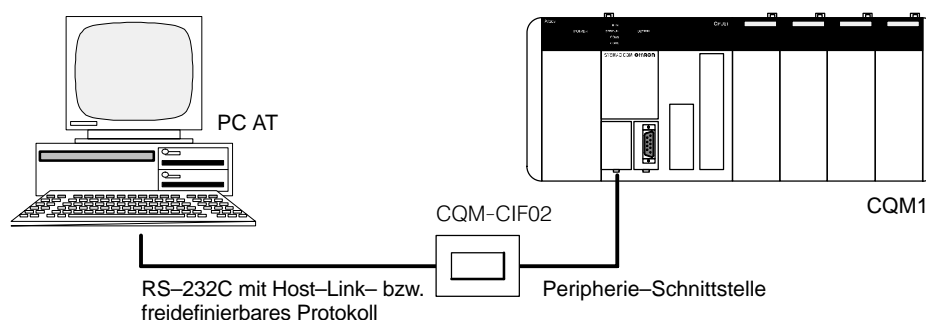 PC AT
CQM-CIF02
CQM1
RS–232C mit Host–Link– bzw.
freidefinierbares Protokoll
Peripherie–Schnittstelle